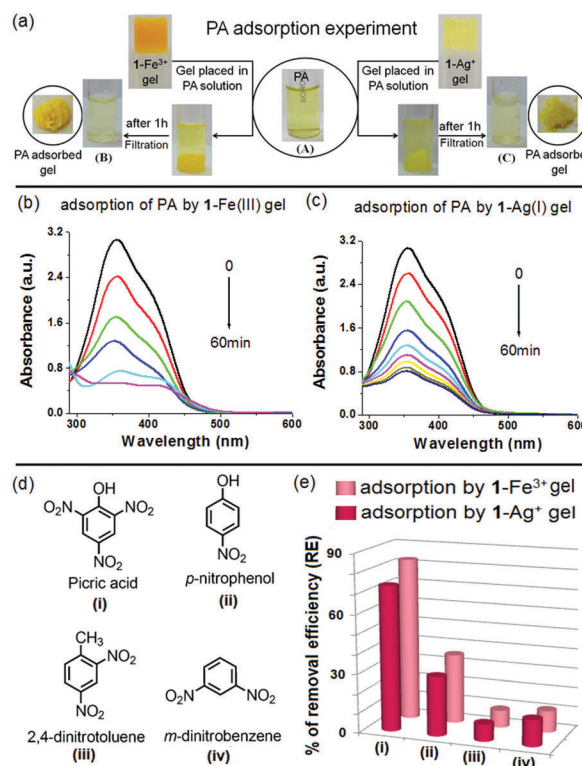 (a) PA adsorption experiment
1-Fe³⁺
gel
Gel placed in
PA solution
PA
Gel placed in
PA solution
1-Ag⁺
gel
after 1h
Filtration
(B)
PA adsorbed
gel
(A)
after 1h
Filtration
(C)
PA adsorbed
gel
(b) adsorption of PA by 1-Fe(III) gel
Absorbance (a.u.)
3.2
2.4
1.6
0.8
0.0
0
60min
300
400
500
600
Wavelength (nm)
(c) adsorption of PA by 1-Ag(I) gel
Absorbance (a.u.)
3.2
2.4
1.6
0.8
0.0
0
60min
300
400
500
600
Wavelength (nm)
(d)
OH
NO₂
NO₂
NO₂
Picric acid
(i)
OH
NO₂
p-nitrophenol
(ii)
CH₃
NO₂
NO₂
2,4-dinitrotoluene
(iii)
NO₂
NO₂
m-dinitrobenzene
(iv)
(e) adsorption by 1-Fe³⁺ gel
adsorption by 1-Ag⁺ gel
% of removal efficiency (RE)
90
60
30
0
(i)
(ii)
(iii)
(iv)